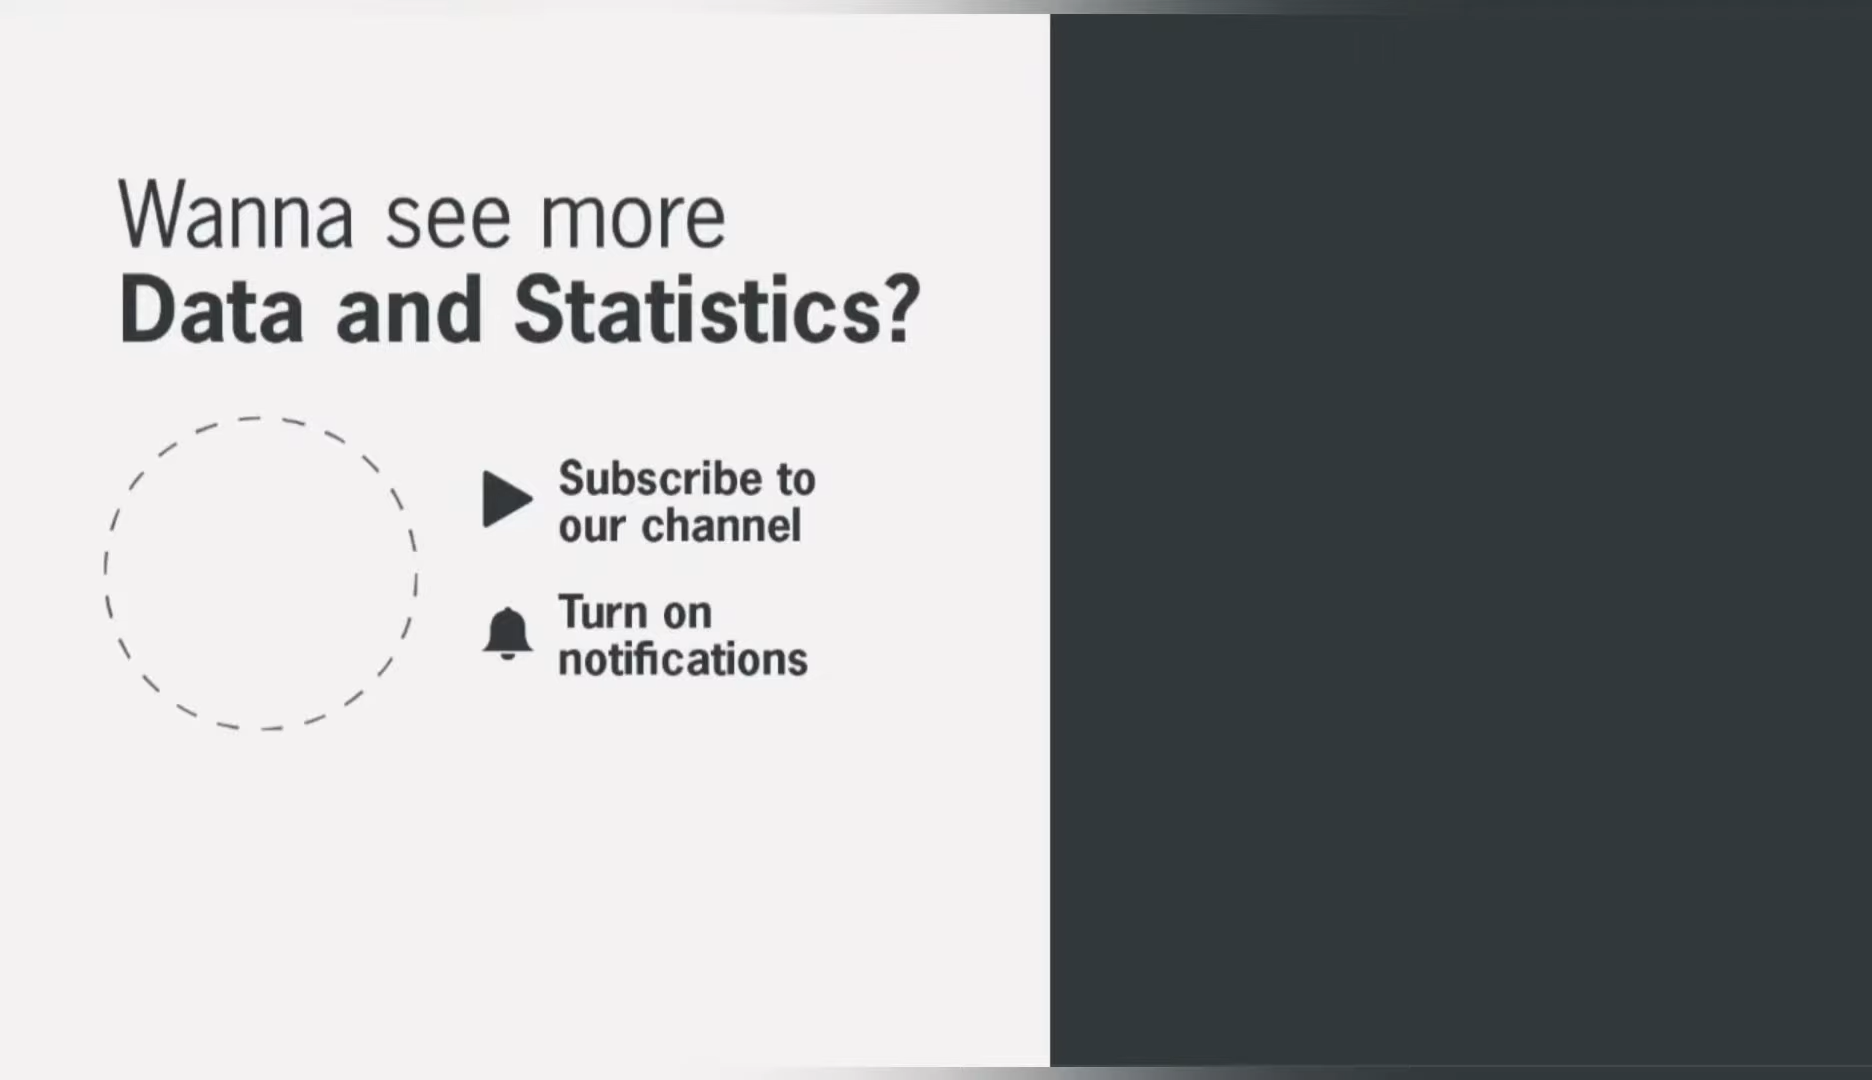 Wanna see more
Data and Statistics?
Subscribe to
our channel
Turn on
notifications